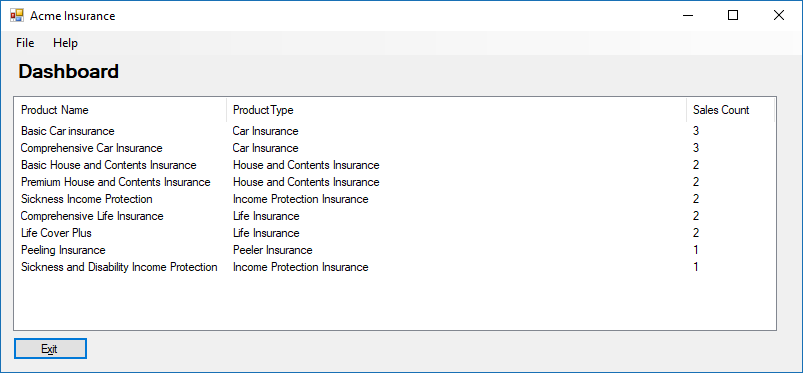 Acme Insurance
File Help
Dashboard
Product Name ProductType Sales Count
Basic Car insurance Car Insurance 3
Comprehensive Car Insurance Car Insurance 3
Basic House and Contents Insurance House and Contents Insurance 2
Premium House and Contents Insurance House and Contents Insurance 2
Sickness Income Protection Income Protection Insurance 2
Comprehensive Life Insurance Life Insurance 2
Life Cover Plus Life Insurance 2
Peeling Insurance Peeler Insurance 1
Sickness and Disability Income Protection Income Protection Insurance 1
Exit